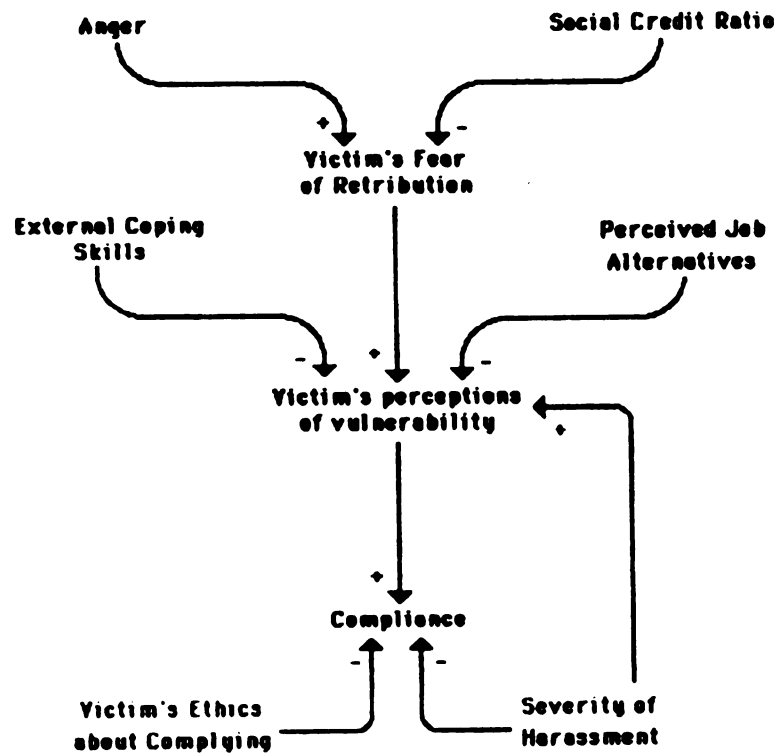 Anger
Social Credit Ratio
+
-
Victim's Fear
of Retribution
External Coping
Skills
Perceived Job
Alternatives
-
+
-
Victim's perceptions
of vulnerability
+
+
Compliance
-
-
Victim's Ethics
about Complying
Severity of
Harassment